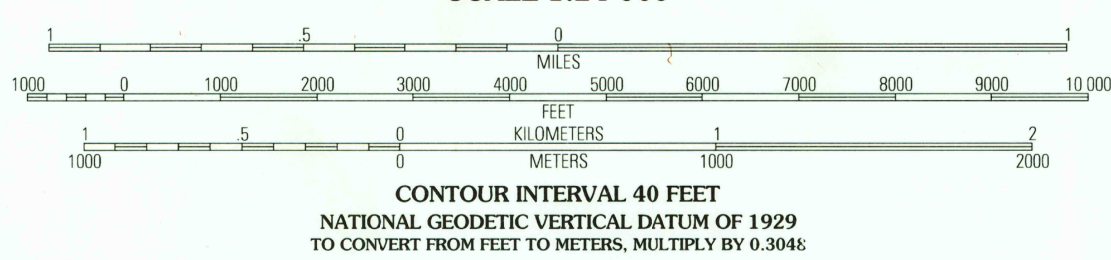 1 .5 0 1
MILES
1000 0 1000 2000 3000 4000 5000 6000 7000 8000 9000 10 000
FEET
1 .5 0 KILOMETERS 1 2
1000 0 METERS 1000 2000
CONTOUR INTERVAL 40 FEET
NATIONAL GEODETIC VERTICAL DATUM OF 1929
TO CONVERT FROM FEET TO METERS, MULTIPLY BY 0.3048